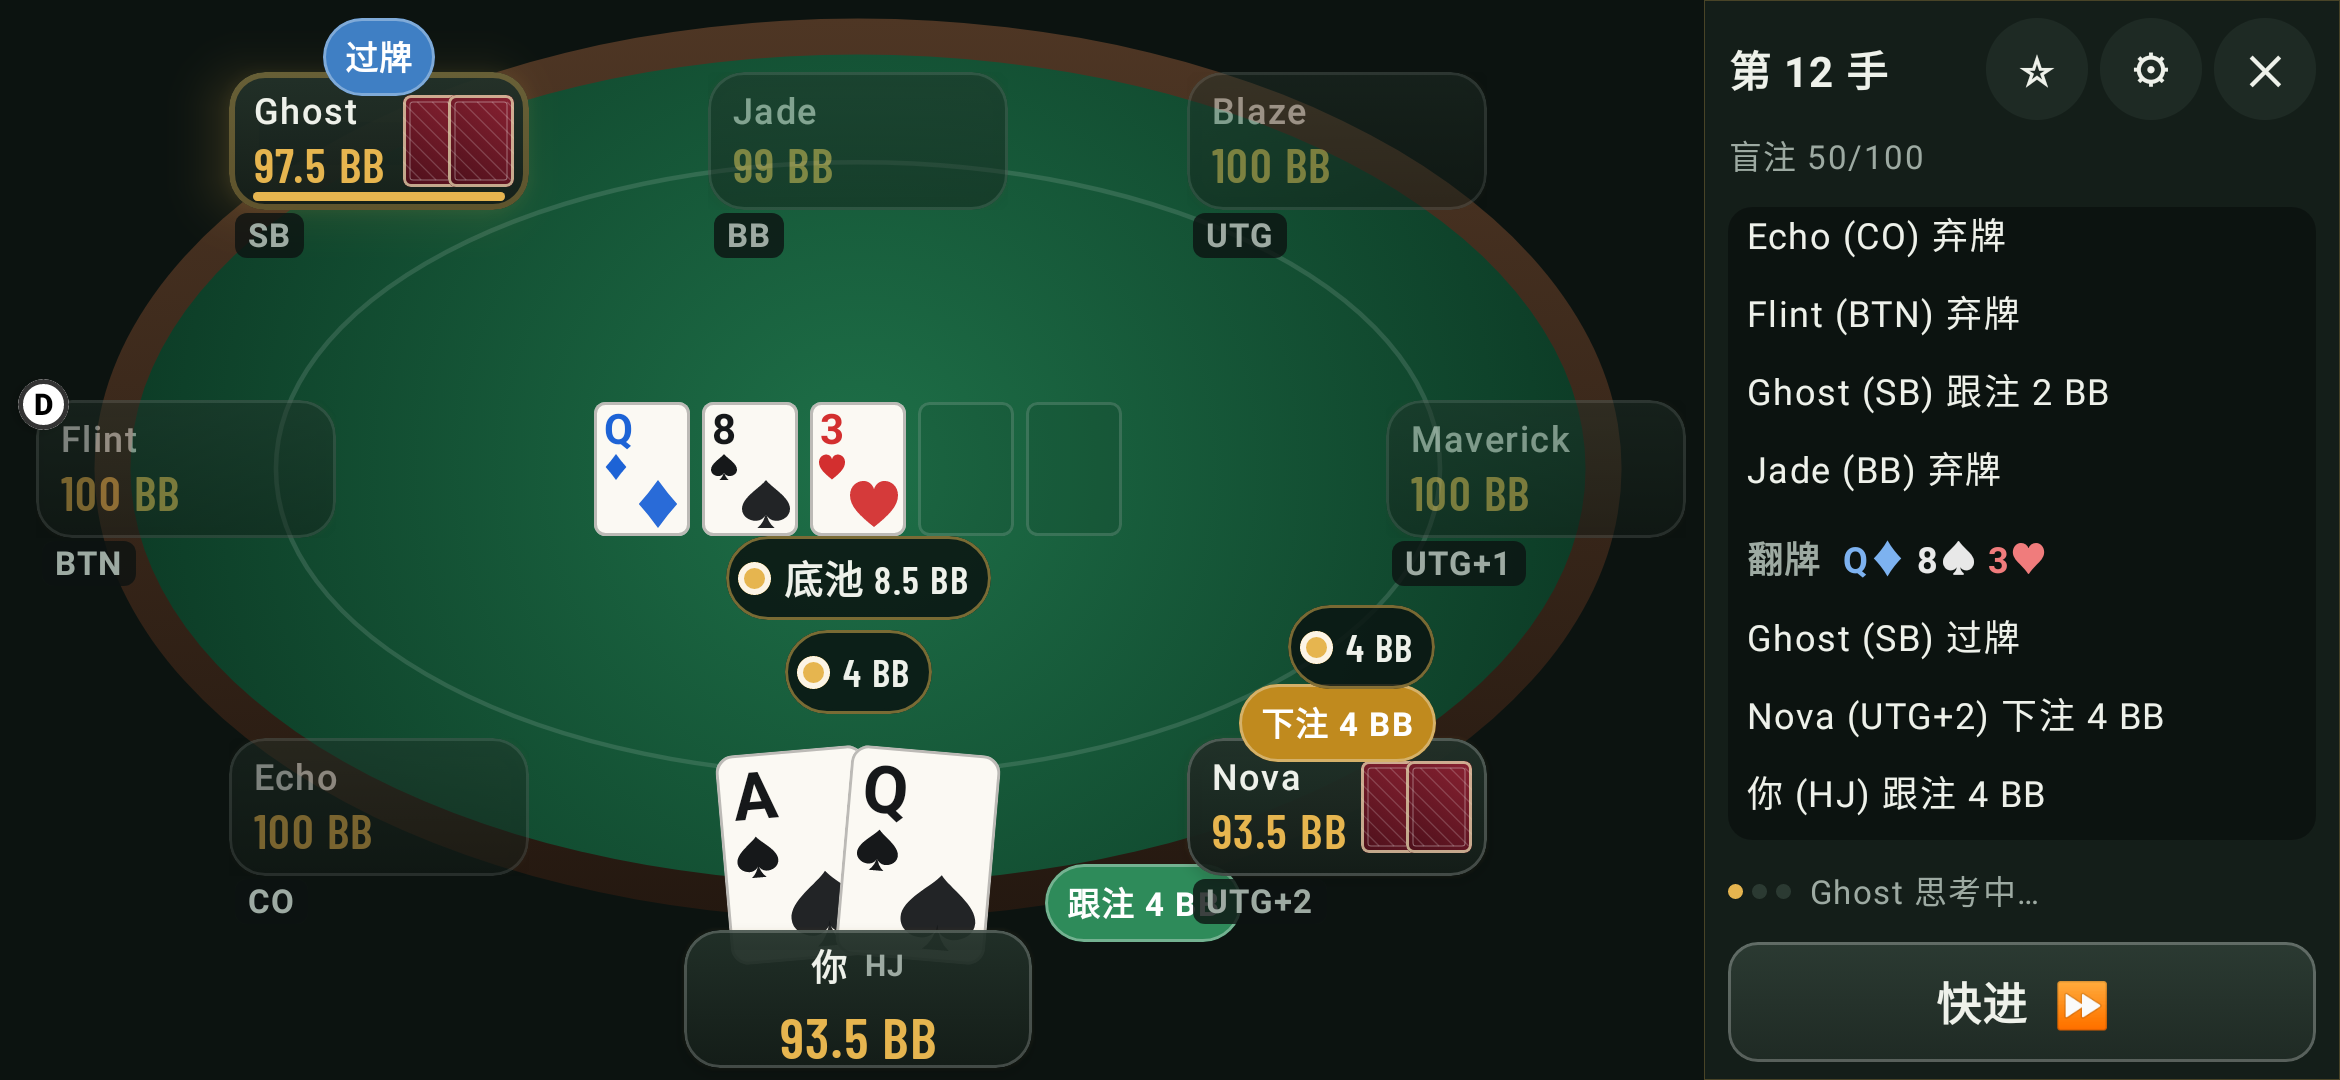 过牌
Ghost
97.5 BB
SB
Jade
99 BB
BB
Blaze
100 BB
UTG
D
Flint
100 BB
BTN
Q
8
3
底池 8.5 BB
4 BB
Maverick
100 BB
UTG+1
4 BB
下注 4 BB
Nova
93.5 BB
UTG+2
Echo
100 BB
CO
A
Q
跟注 4 BB
你 HJ
93.5 BB
第 12 手
盲注 50/100
Echo (CO) 弃牌
Flint (BTN) 弃牌
Ghost (SB) 跟注 2 BB
Jade (BB) 弃牌
翻牌 Q♦ 8♠ 3♥
Ghost (SB) 过牌
Nova (UTG+2) 下注 4 BB
你 (HJ) 跟注 4 BB
Ghost 思考中...
快进